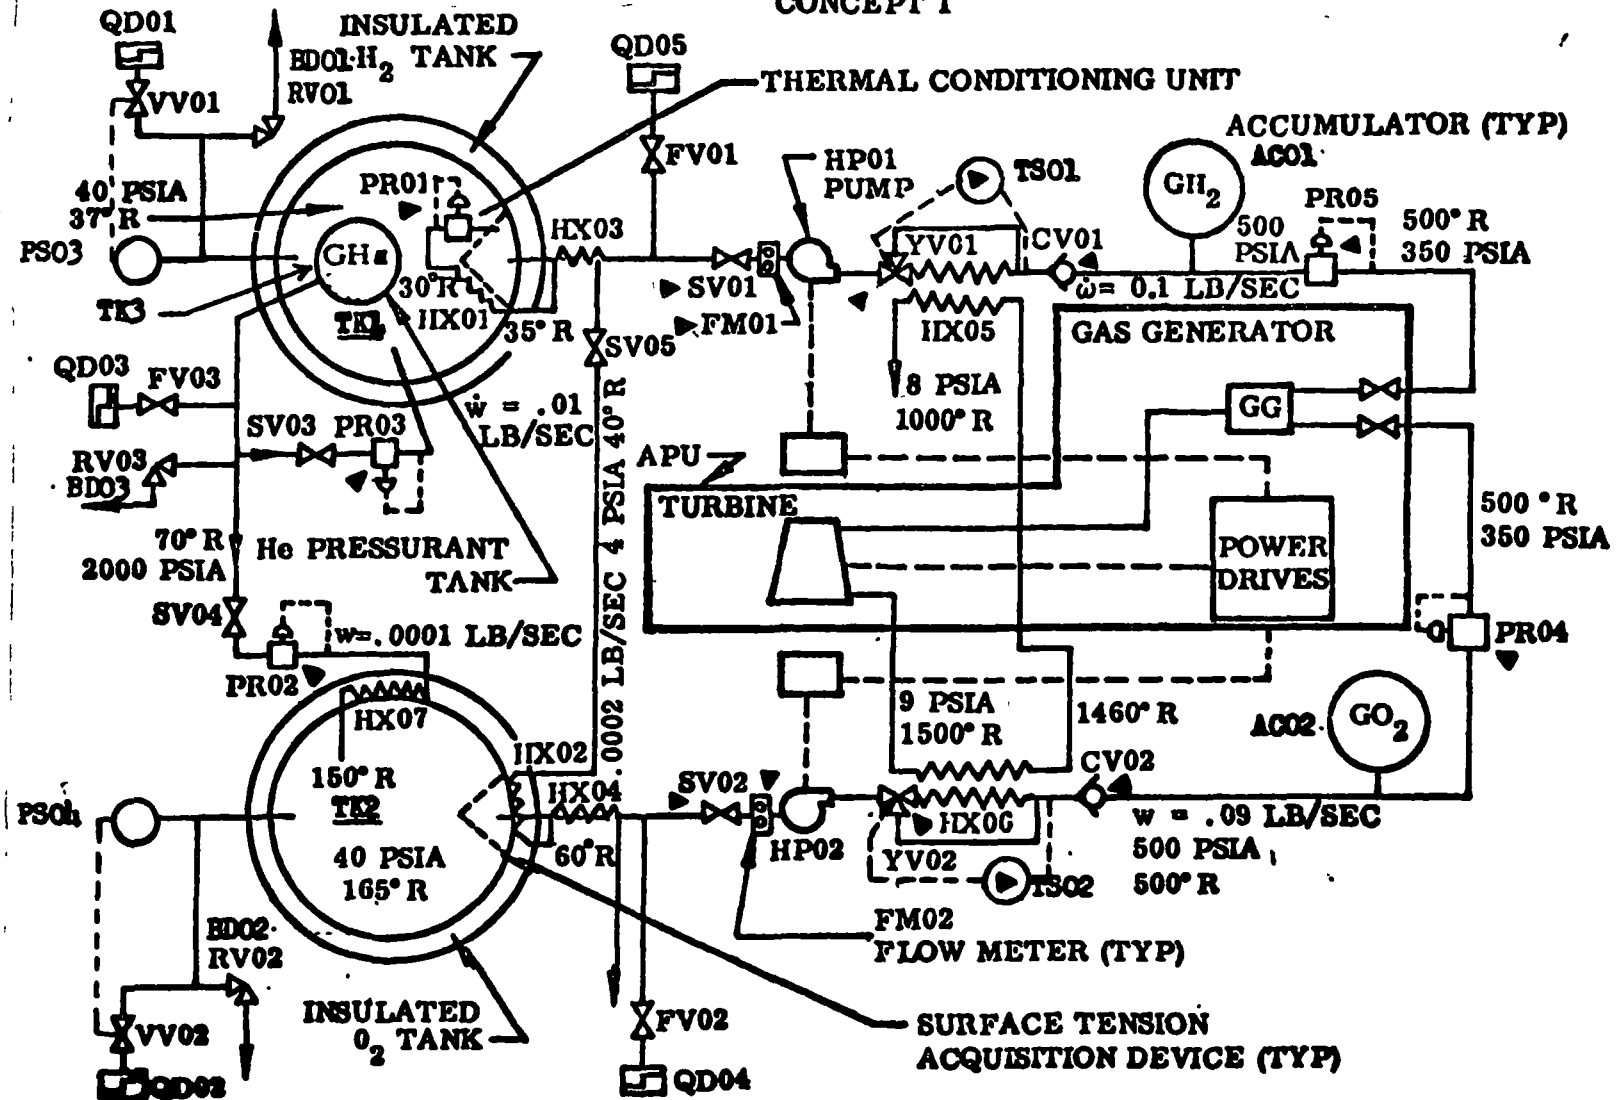 CONCEPT I
QD01
INSULATED
H2 TANK
BD01
RV01
VV01
QD05
THERMAL CONDITIONING UNIT
FV01
ACCUMULATOR (TYP)
AC01
GH2
HP01
PUMP
TS01
PR01
40 PSIA
37°R
PS03
TK3
GHe
30°R
TK1
HX01
35°R
HX03
SV01
FM01
YV01
CV01
500
PSIA
PR05
500°R
350 PSIA
ẇ= 0.1 LB/SEC
HX05
GAS GENERATOR
8 PSIA
1000°R
GG
SV05
QD03
FV03
SV03
PR03
ẇ = .01
LB/SEC
RV03
BD03
APU
TURBINE
POWER
DRIVES
500 °R
350 PSIA
70°R
2000 PSIA
He PRESSURANT
TANK
.0002 LB/SEC 4 PSIA 40°R
SV04
w=.0001 LB/SEC
PR02
PR04
HX07
9 PSIA
1500°R
1460°R
AC02
GO2
HX02
150°R
TK2
HX04
SV02
CV02
PS04
40 PSIA
165°R
60°R
HP02
HX06
YV02
TS02
w = .09 LB/SEC
500 PSIA
500°R
FM02
FLOW METER (TYP)
BD02
RV02
VV02
QD02
INSULATED
O2 TANK
FV02
QD04
SURFACE TENSION
ACQUISITION DEVICE (TYP)